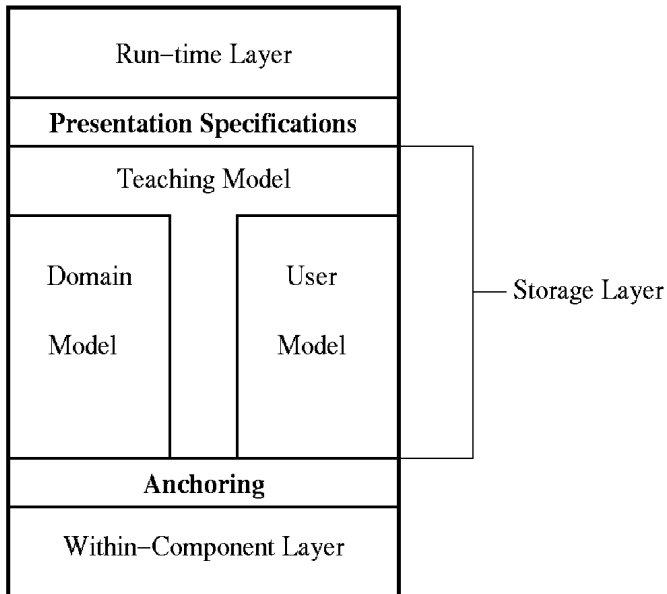 Run−time Layer
Presentation Specifications
Teaching Model
Domain
Model
User
Model
Storage Layer
Anchoring
Within−Component Layer